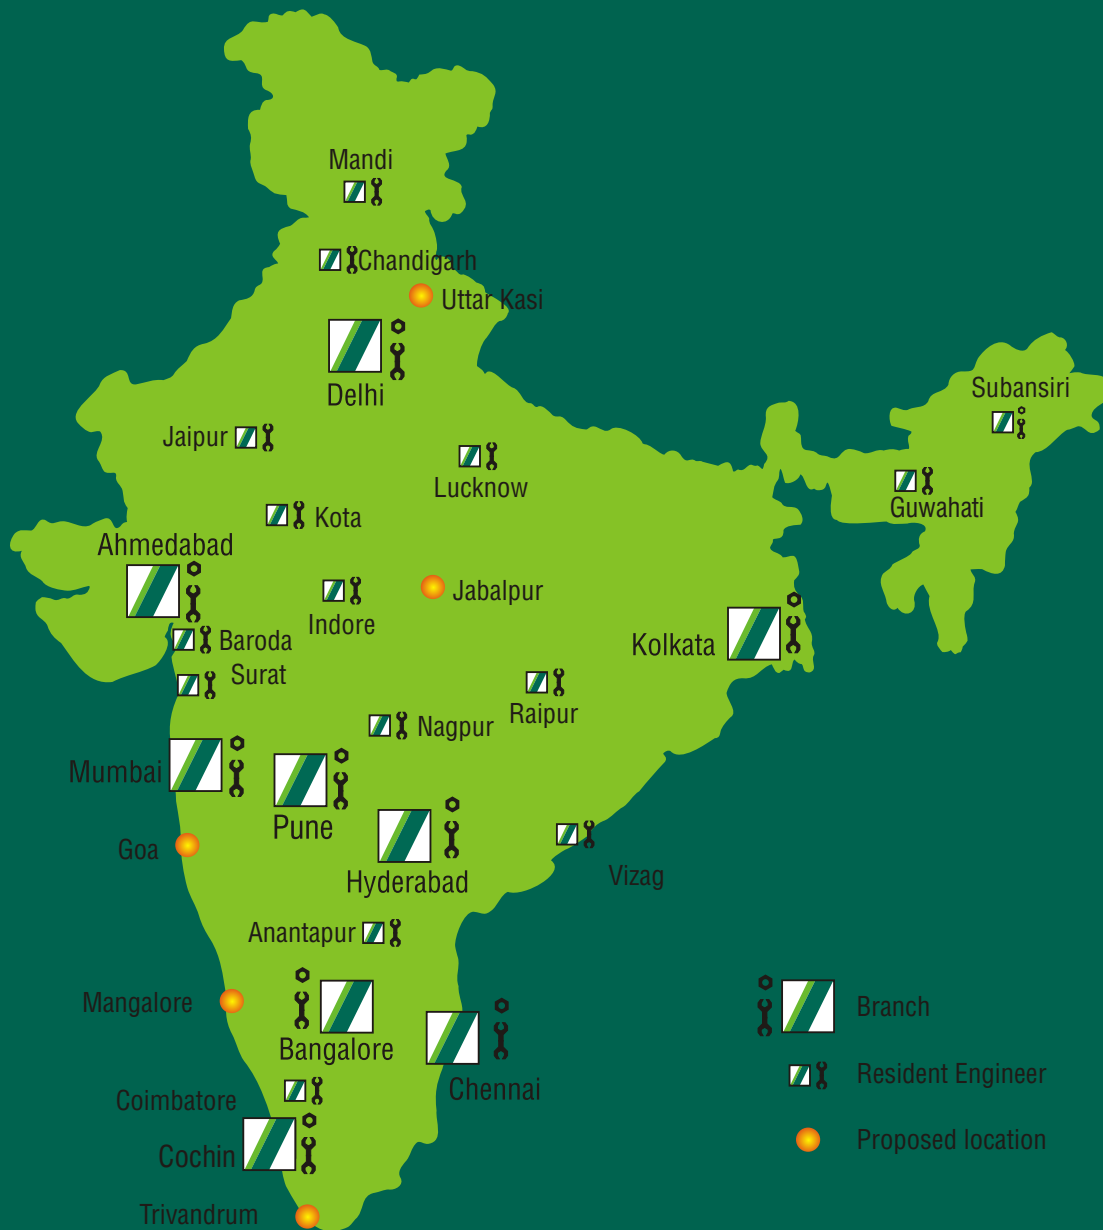 Mandi
Chandigarh
Uttar Kasi
Delhi
Subansiri
Jaipur
Lucknow
Guwahati
Kota
Ahmedabad
Jabalpur
Indore
Baroda
Kolkata
Surat
Raipur
Nagpur
Mumbai
Pune
Goa
Hyderabad
Vizag
Anantapur
Mangalore
Branch
Bangalore
Resident Engineer
Chennai
Coimbatore
Proposed location
Cochin
Trivandrum